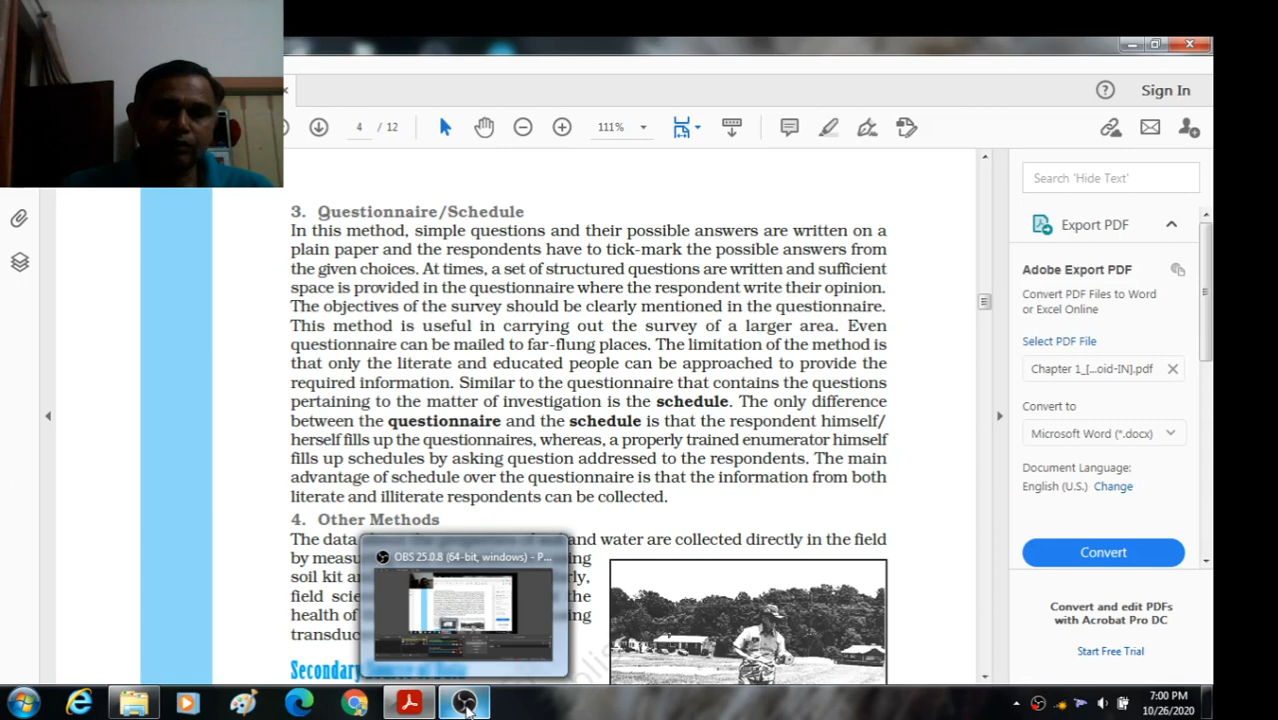 Sign In
4 / 12
111%
Search 'Hide Text'
Export PDF
Adobe Export PDF
Convert PDF Files to Word
or Excel Online
Select PDF File
Chapter 1_[...oid-IN].pdf
Convert to
Microsoft Word (*.docx)
Document Language:
English (U.S.) Change
Convert
Convert and edit PDFs
with Acrobat Pro DC
Start Free Trial
3. Questionnaire/Schedule
In this method, simple questions and their possible answers are written on a
plain paper and the respondents have to tick-mark the possible answers from
the given choices. At times, a set of structured questions are written and sufficient
space is provided in the questionnaire where the respondent write their opinion.
The objectives of the survey should be clearly mentioned in the questionnaire.
This method is useful in carrying out the survey of a larger area. Even
questionnaire can be mailed to far-flung places. The limitation of the method is
that only the literate and educated people can be approached to provide the
required information. Similar to the questionnaire that contains the questions
pertaining to the matter of investigation is the schedule. The only difference
between the questionnaire and the schedule is that the respondent himself/
herself fills up the questionnaires, whereas, a properly trained enumerator himself
fills up schedules by asking question addressed to the respondents. The main
advantage of schedule over the questionnaire is that the information from both
literate and illiterate respondents can be collected.
4. Other Methods
The data and water are collected directly in the field
by measu ing
soil kit a rly,
field scie the
health of ing
transduc
OBS 25.0.8 (64-bit, windows) - P...
Secondary
7:00 PM
10/26/2020